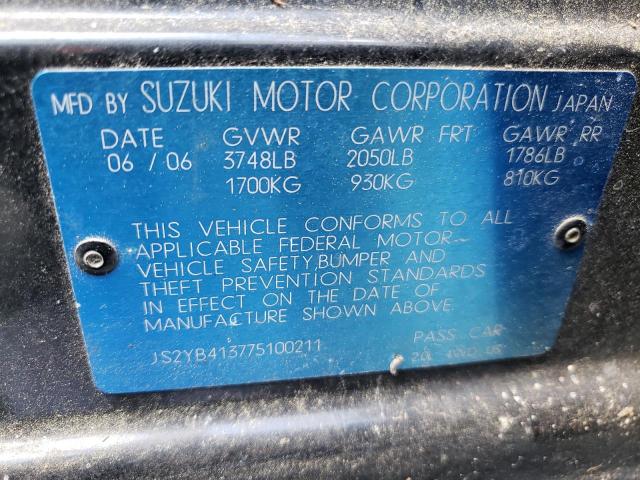 MFD BY SUZUKI MOTOR CORPORATION JAPAN
DATE GVWR GAWR FRT GAWR RR
06 / 06 3748LB 2050LB 1786LB
1700KG 930KG 810KG
THIS VEHICLE CONFORMS TO ALL
APPLICABLE FEDERAL MOTOR
VEHICLE SAFETY,BUMPER AND
THEFT PREVENTION STANDARDS
IN EFFECT ON THE DATE OF
MANUFACTURE SHOWN ABOVE.
JS2YB413775100211 PASS CAR